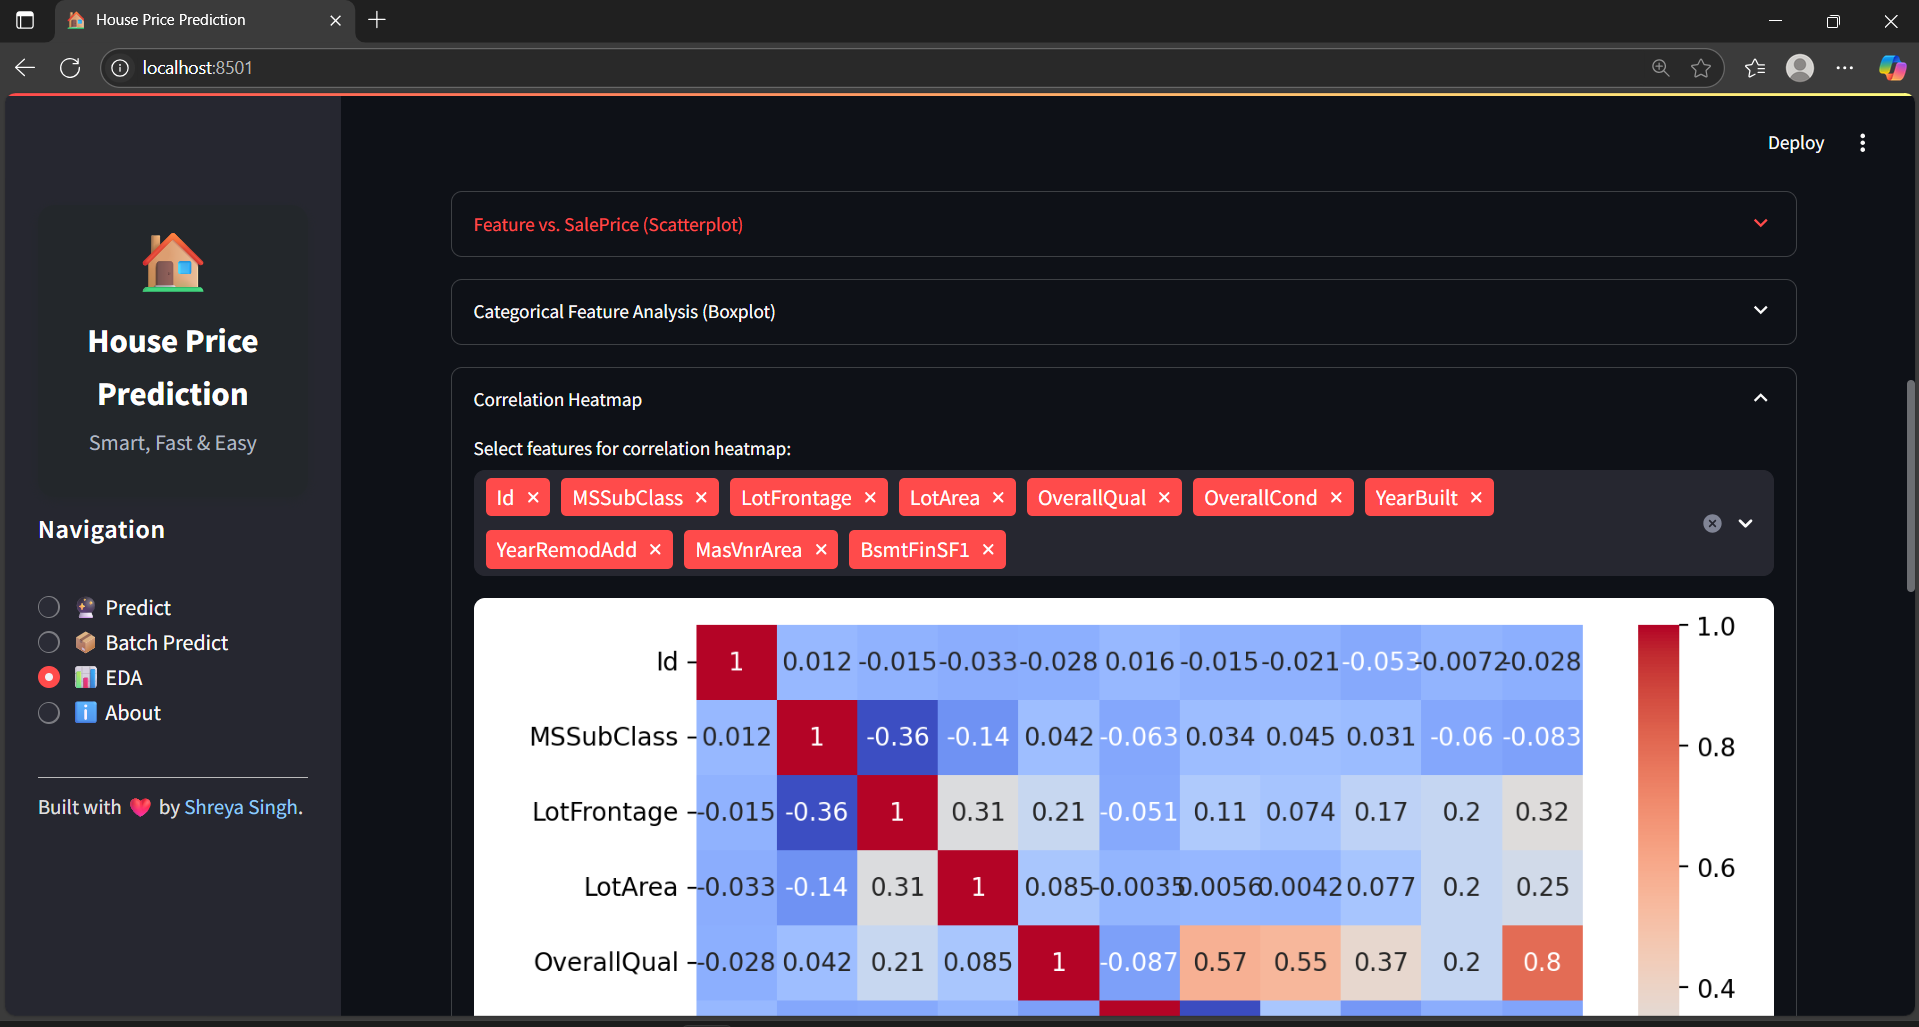 House Price Prediction
localhost:8501
Deploy
House Price
Prediction
Smart, Fast & Easy
Navigation
Predict
Batch Predict
EDA
About
Built with by Shreya Singh.
Feature vs. SalePrice (Scatterplot)
Categorical Feature Analysis (Boxplot)
Correlation Heatmap
Select features for correlation heatmap:
Id MSSubClass LotFrontage LotArea OverallQual OverallCond YearBuilt
YearRemodAdd MasVnrArea BsmtFinSF1
Id 1 0.012 -0.015 -0.033 -0.028 0.016 -0.015 -0.021 -0.053 -0.0072 -0.028
MSSubClass 0.012 1 -0.36 -0.14 0.042 -0.063 0.034 0.045 0.031 -0.06 -0.083
LotFrontage -0.015 -0.36 1 0.31 0.21 -0.051 0.11 0.074 0.17 0.2 0.32
LotArea -0.033 -0.14 0.31 1 0.085 -0.0035 0.0056 0.0042 0.077 0.2 0.25
OverallQual -0.028 0.042 0.21 0.085 1 -0.087 0.57 0.55 0.37 0.2 0.8
1.0
0.8
0.6
0.4